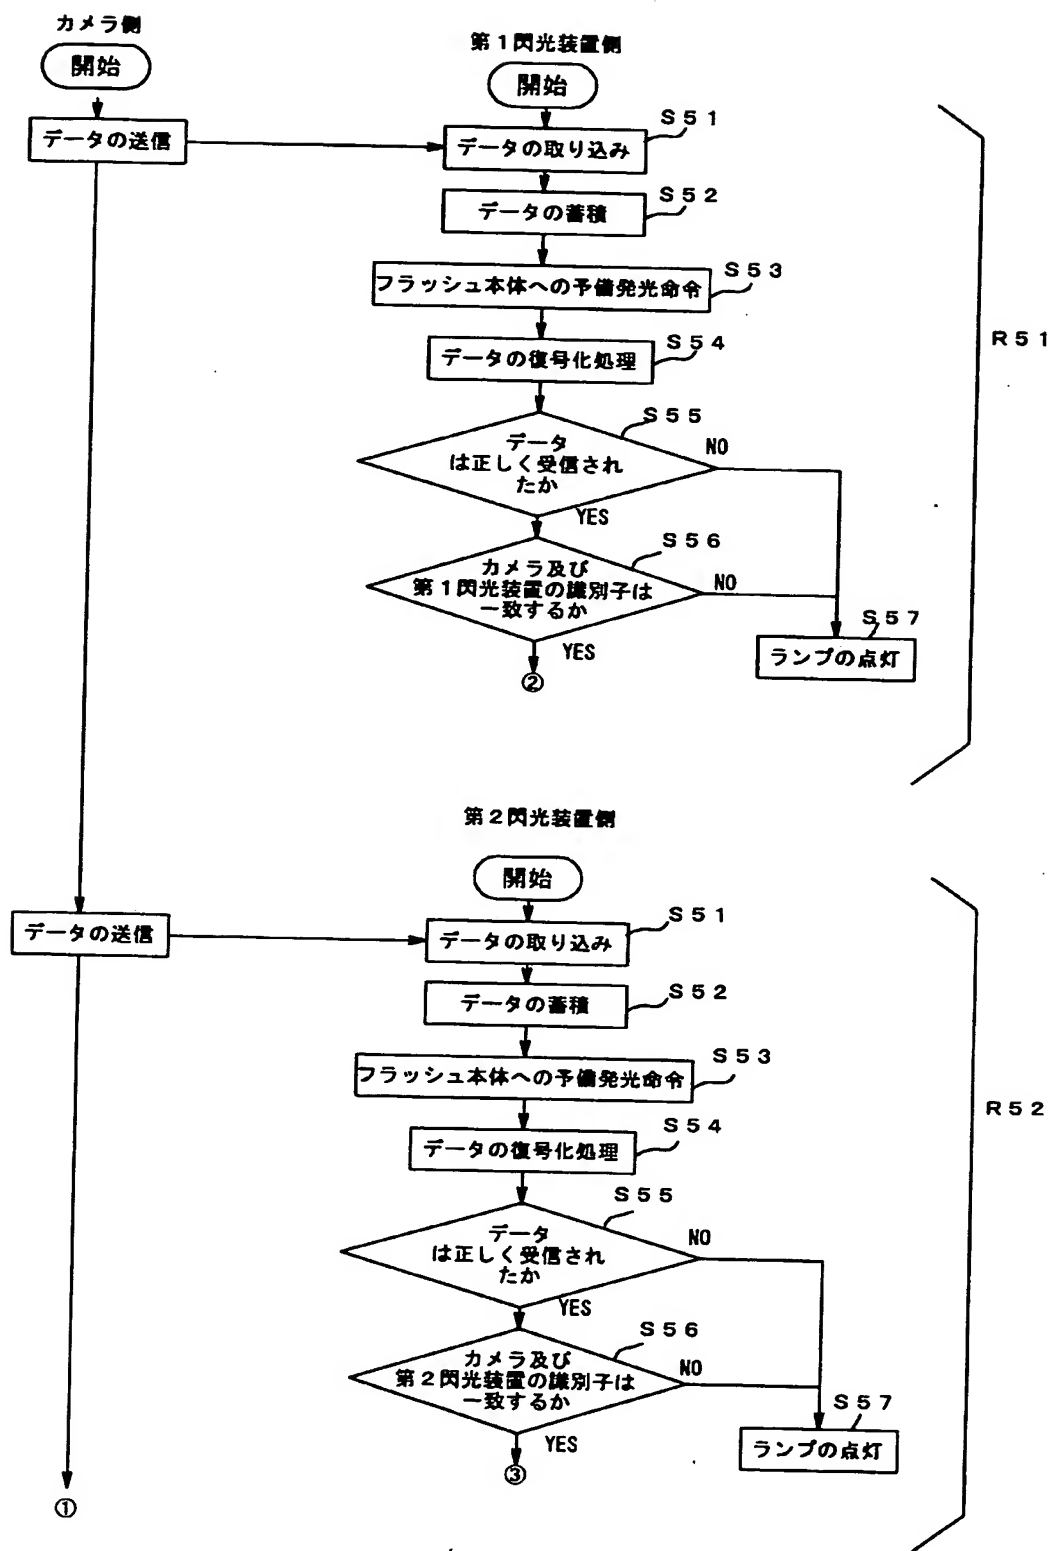 カメラ側
開始
データの送信
第1閃光装置側
開始
S51
データの取り込み
S52
データの蓄積
S53
フラッシュ本体への予備発光命令
S54
データの復号化処理
S55
データ
は正しく受信され
たか
NO
YES
S56
カメラ及び
第1閃光装置の識別子は
一致するか
NO
YES
S57
ランプの点灯
②
R51
第2閃光装置側
開始
データの送信
S51
データの取り込み
S52
データの蓄積
S53
フラッシュ本体への予備発光命令
S54
データの復号化処理
S55
データ
は正しく受信され
たか
NO
YES
S56
カメラ及び
第2閃光装置の識別子は
一致するか
NO
YES
S57
ランプの点灯
③
R52
①